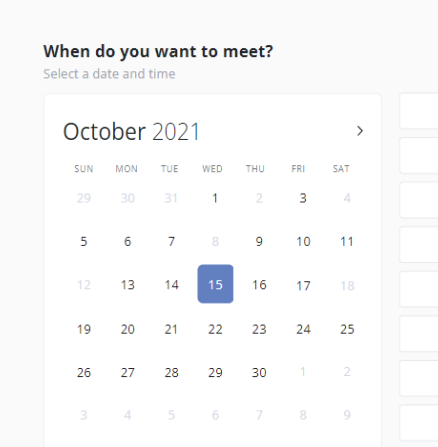 When do you want to meet?
Select a date and time
October 2021
SUN MON TUE WED THU FRI SAT
29 30 31 1 2 3 4
5 6 7 8 9 10 11
12 13 14 15 16 17 18
19 20 21 22 23 24 25
26 27 28 29 30 1 2
3 4 5 6 7 8 9